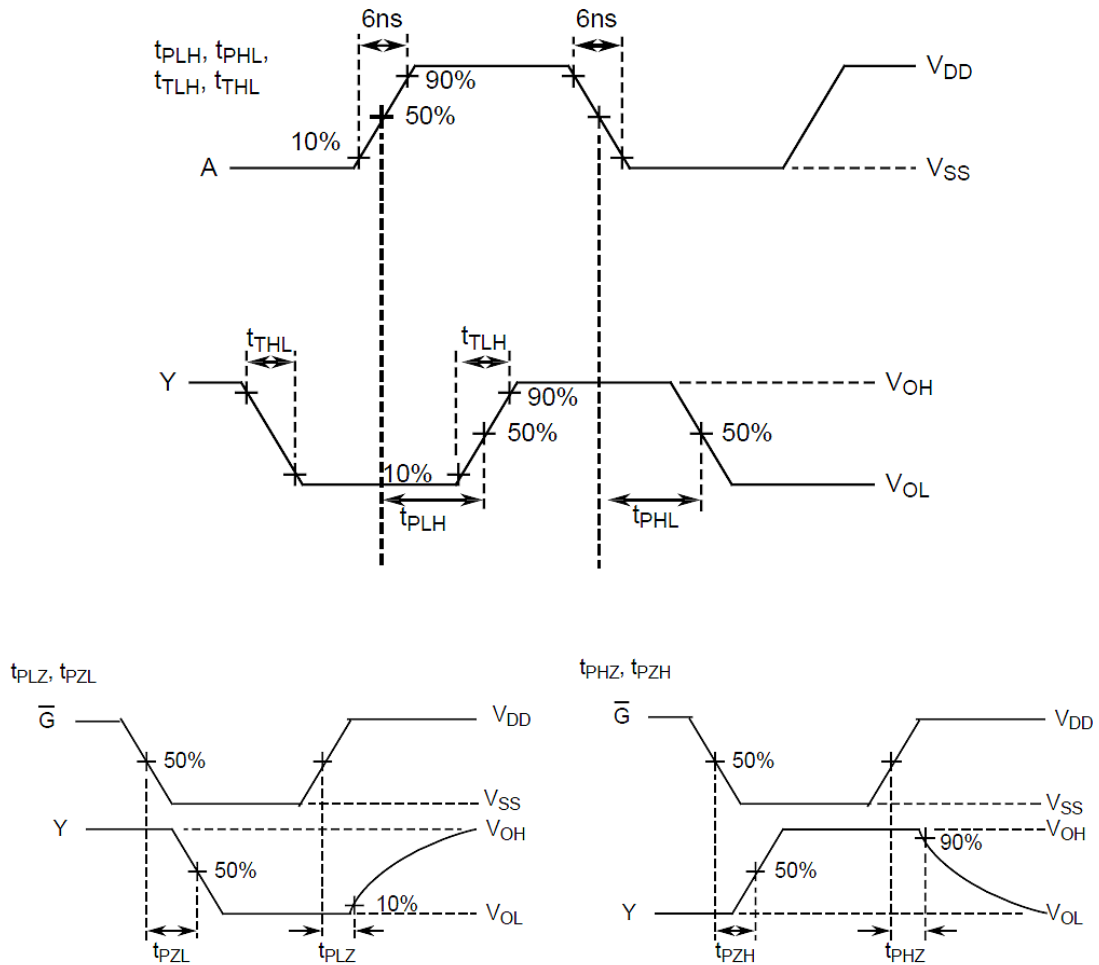 6ns 6ns
tPLH, tPHL,
tTLH, tTHL
90%
VDD
50%
10%
A
VSS
tTHL
tTLH
Y
VOH
90%
50%
50%
10%
VOL
tPLH
tPHL
tPLZ, tPZL
G̅
VDD
50%
VSS
Y
VOH
50%
10%
VOL
tPZL
tPLZ
tPHZ, tPZH
G̅
VDD
50%
VSS
VOH
90%
50%
Y
VOL
tPZH
tPHZ